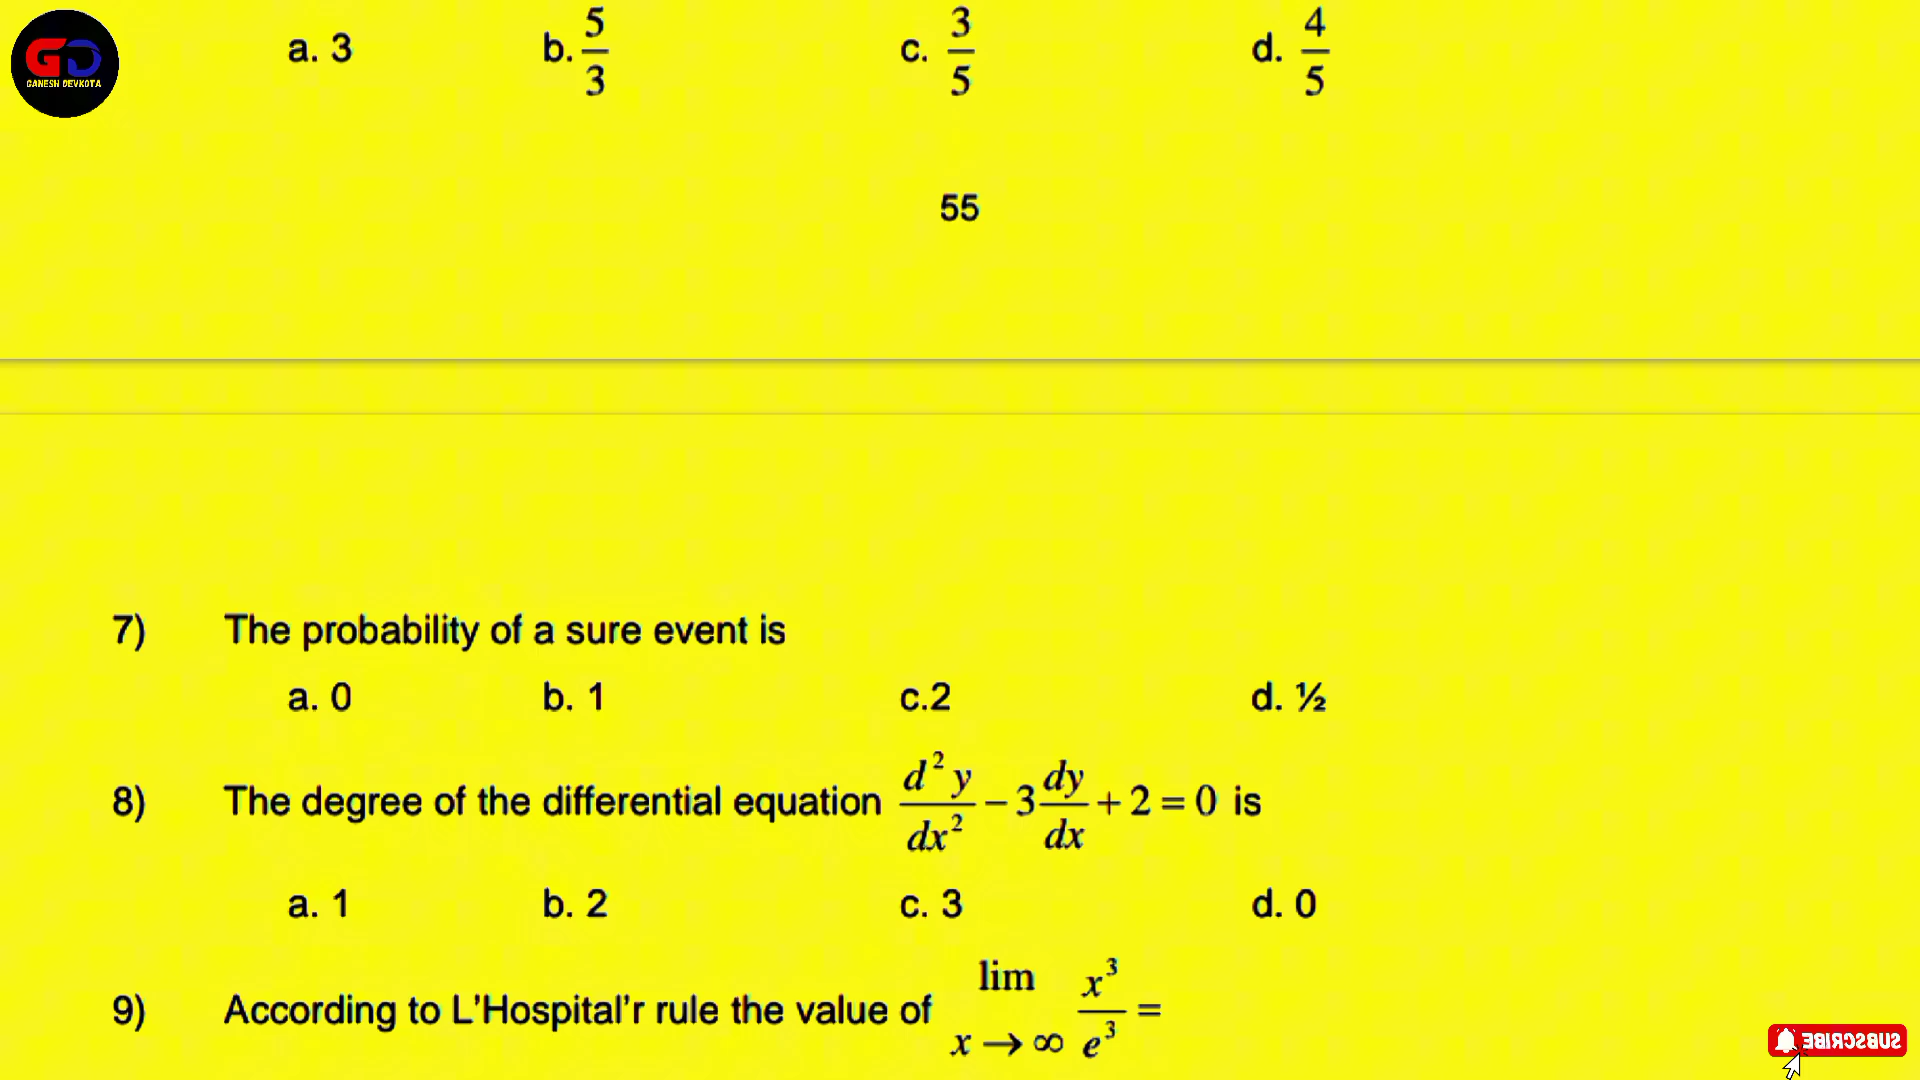 GD
GANESH DEVKOTA
a. 3 b. 5/3 c. 3/5 d. 4/5
55
7) The probability of a sure event is
a. 0 b. 1 c.2 d. ½
8) The degree of the differential equation d²y/dx² − 3 dy/dx + 2 = 0 is
a. 1 b. 2 c. 3 d. 0
9) According to L'Hospital'r rule the value of lim x → ∞ x³/e³ =
SUBSCRIBE